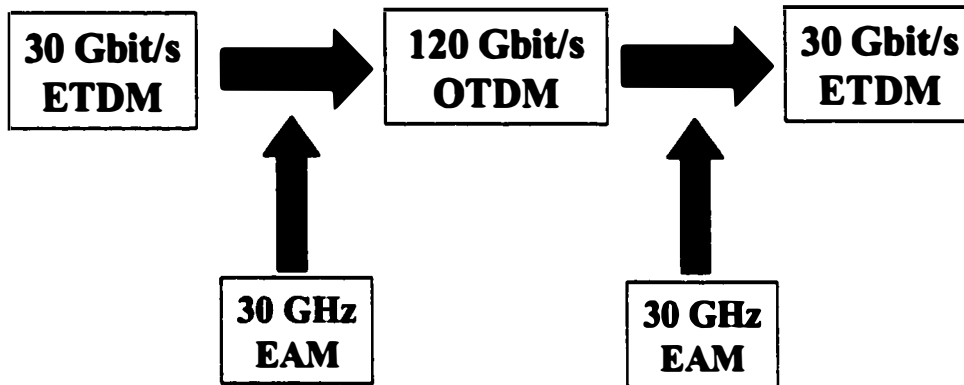 30 Gbit/s
ETDM
120 Gbit/s
OTDM
30 Gbit/s
ETDM
30 GHz
EAM
30 GHz
EAM